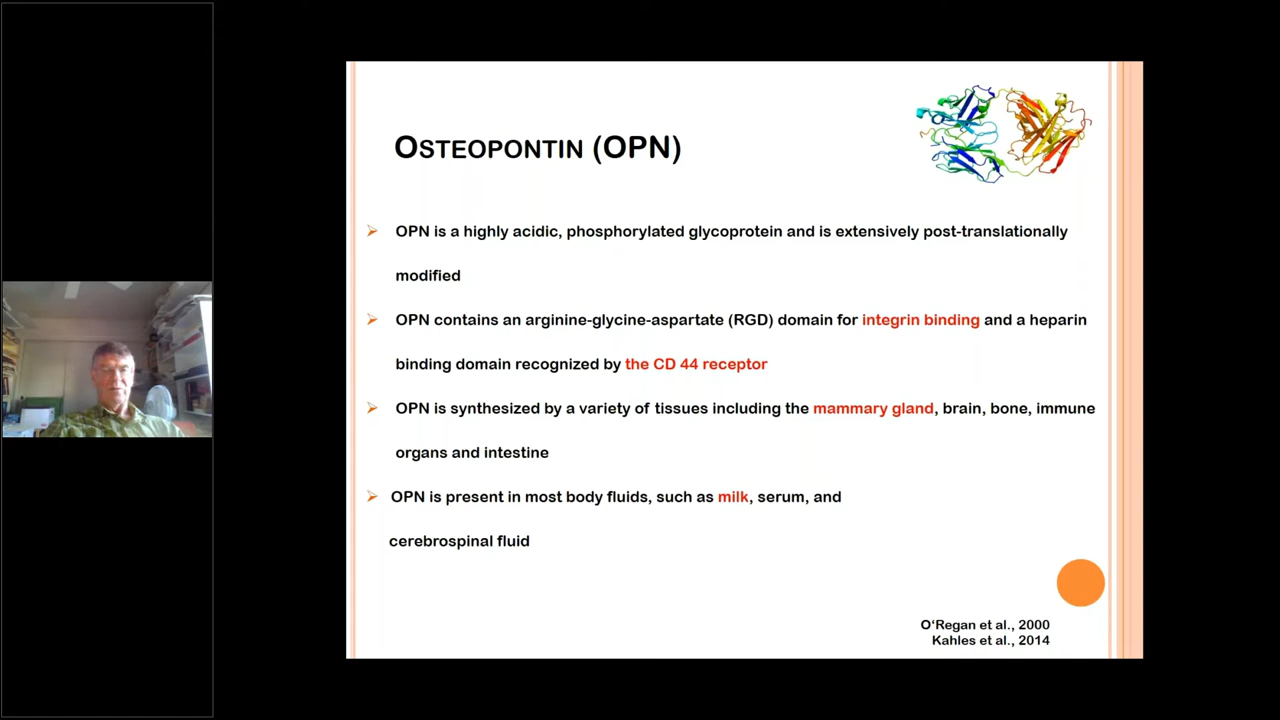 OSTEOPONTIN (OPN)
OPN is a highly acidic, phosphorylated glycoprotein and is extensively post-translationally
modified
OPN contains an arginine-glycine-aspartate (RGD) domain for integrin binding and a heparin
binding domain recognized by the CD 44 receptor
OPN is synthesized by a variety of tissues including the mammary gland, brain, bone, immune
organs and intestine
OPN is present in most body fluids, such as milk, serum, and
cerebrospinal fluid
O‘Regan et al., 2000
Kahles et al., 2014